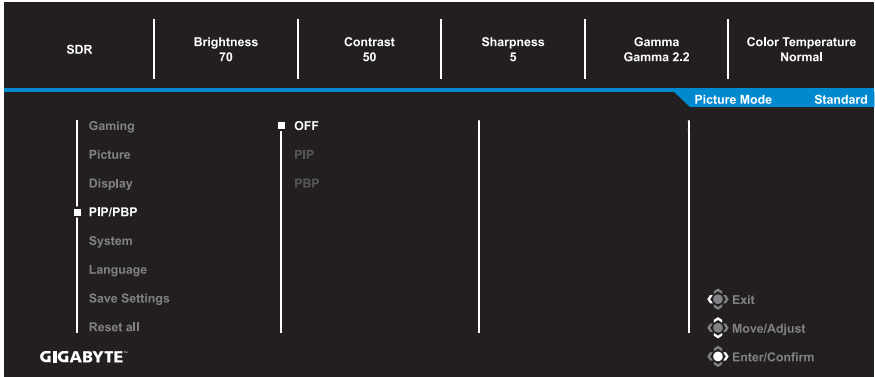 SDR
Brightness
70
Contrast
50
Sharpness
5
Gamma
Gamma 2.2
Color Temperature
Normal
Picture Mode Standard
Gaming
Picture
Display
PIP/PBP
System
Language
Save Settings
Reset all
OFF
PIP
PBP
Exit
Move/Adjust
Enter/Confirm
GIGABYTE™